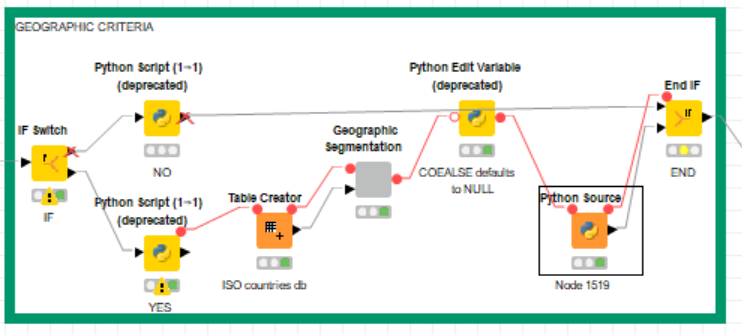 GEOGRAPHIC CRITERIA
Python Script (1→1)
(deprecated)
NO
IF Switch
IF
Python Script (1→1)
(deprecated)
YES
Table Creator
ISO countries db
Geographic
Segmentation
Python Edit Variable
(deprecated)
COEALSE defaults
to NULL
Python Source
Node 1519
End IF
IF
END